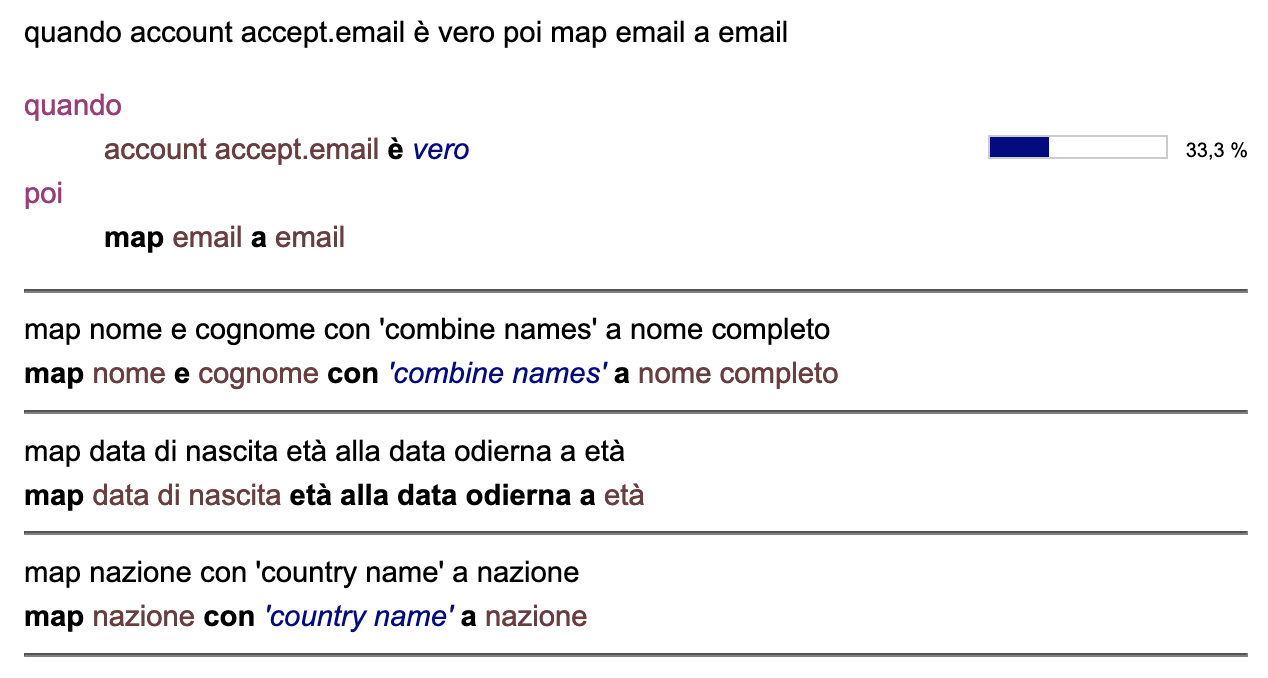 quando account accept.email è vero poi map email a email
quando
account accept.email è vero 33,3 %
poi
map email a email
map nome e cognome con 'combine names' a nome completo
map nome e cognome con 'combine names' a nome completo
map data di nascita età alla data odierna a età
map data di nascita età alla data odierna a età
map nazione con 'country name' a nazione
map nazione con 'country name' a nazione